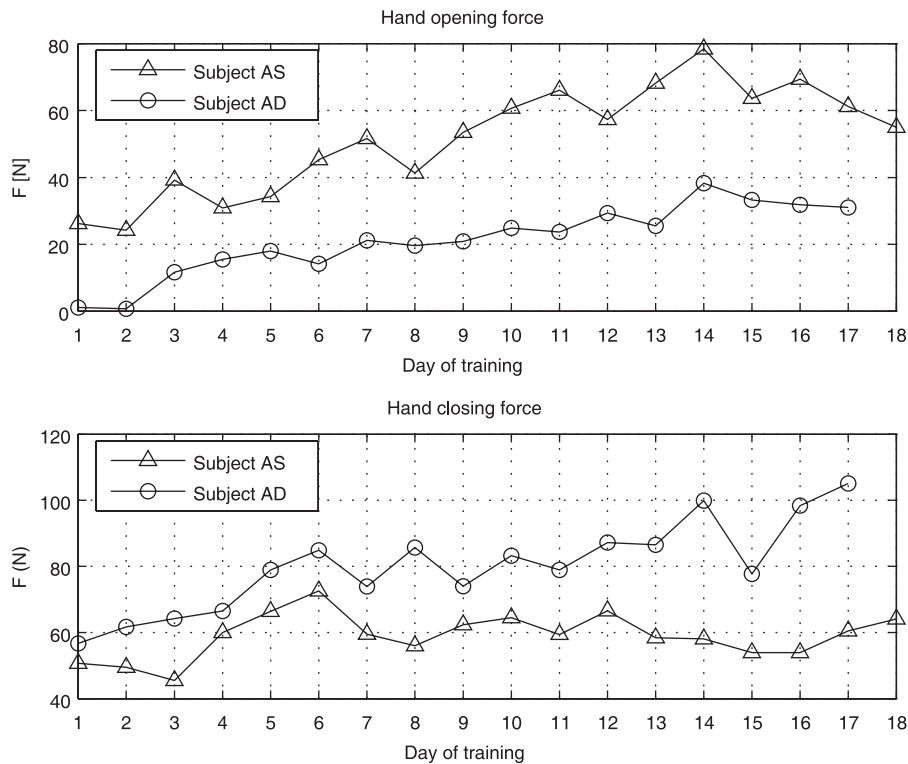 Hand opening force
80
60
40
20
0
F [N]
Subject AS
Subject AD
1 2 3 4 5 6 7 8 9 10 11 12 13 14 15 16 17 18
Day of training
Hand closing force
120
100
80
60
40
F (N)
Subject AS
Subject AD
1 2 3 4 5 6 7 8 9 10 11 12 13 14 15 16 17 18
Day of training